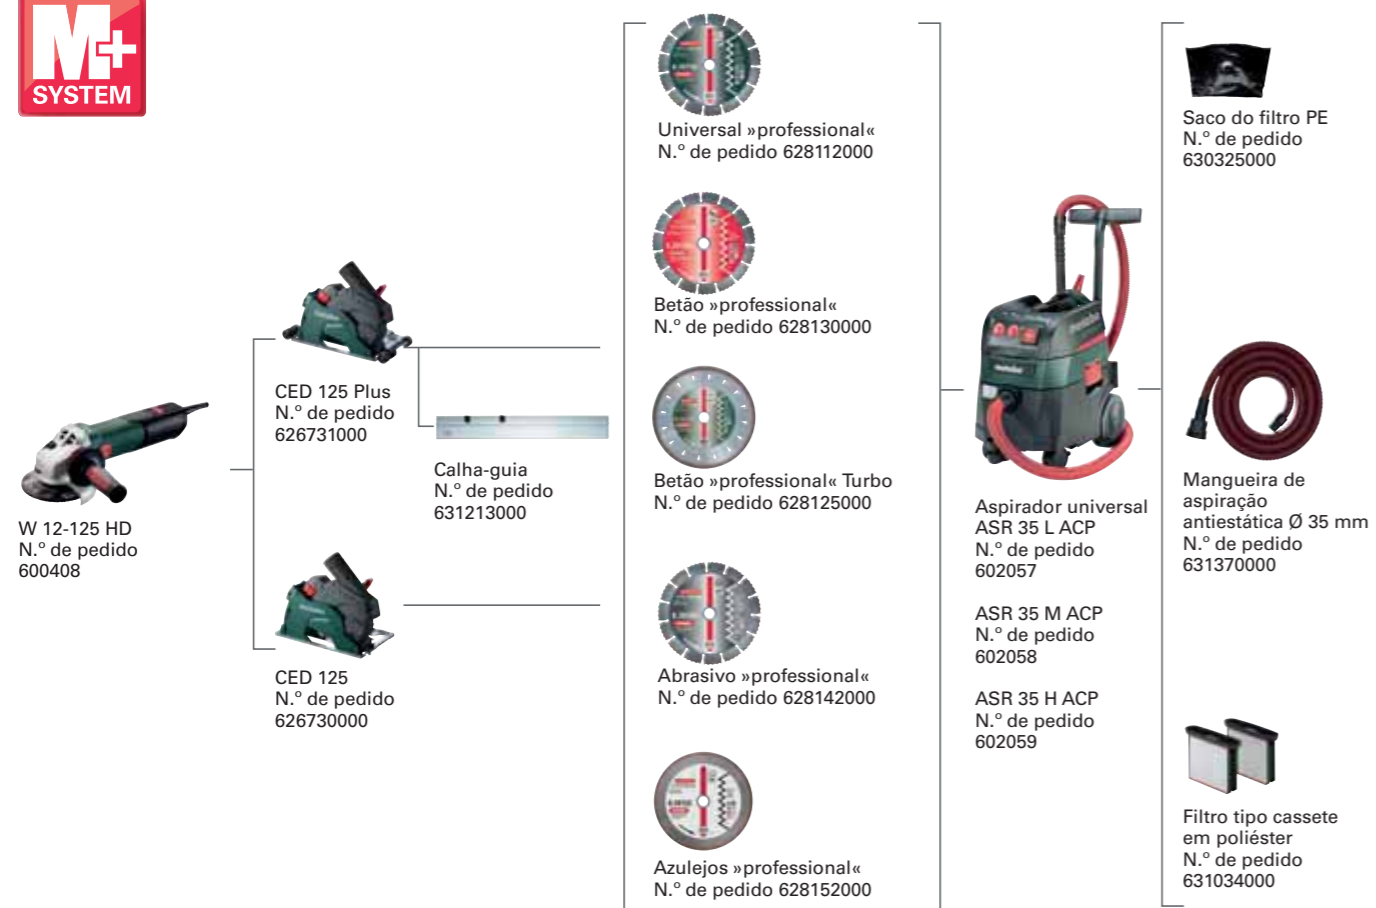 M+
SYSTEM
W 12-125 HD
N.º de pedido
600408
CED 125 Plus
N.º de pedido
626731000
CED 125
N.º de pedido
626730000
Calha-guia
N.º de pedido
631213000
Universal »professional«
N.º de pedido 628112000
Betão »professional«
N.º de pedido 628130000
Betão »professional« Turbo
N.º de pedido 628125000
Abrasivo »professional«
N.º de pedido 628142000
Azulejos »professional«
N.º de pedido 628152000
Aspirador universal
ASR 35 L ACP
N.º de pedido
602057
ASR 35 M ACP
N.º de pedido
602058
ASR 35 H ACP
N.º de pedido
602059
Saco do filtro PE
N.º de pedido
630325000
Mangueira de
aspiração
antiestática Ø 35 mm
N.º de pedido
631370000
Filtro tipo cassete
em poliéster
N.º de pedido
631034000